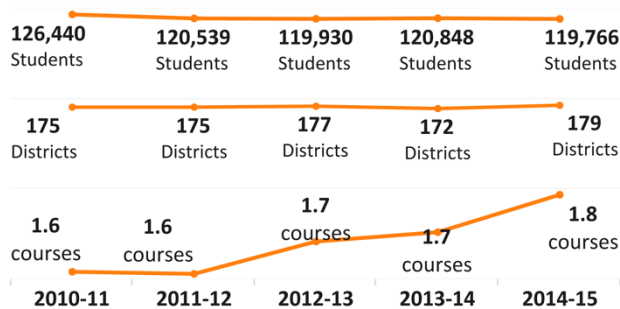 126,440 120,539 119,930 120,848 119,766
Students Students Students Students Students
175 175 177 172 179
Districts Districts Districts Districts Districts
1.6 1.6 1.7 1.7 1.8
courses courses courses courses courses
2010-11 2011-12 2012-13 2013-14 2014-15